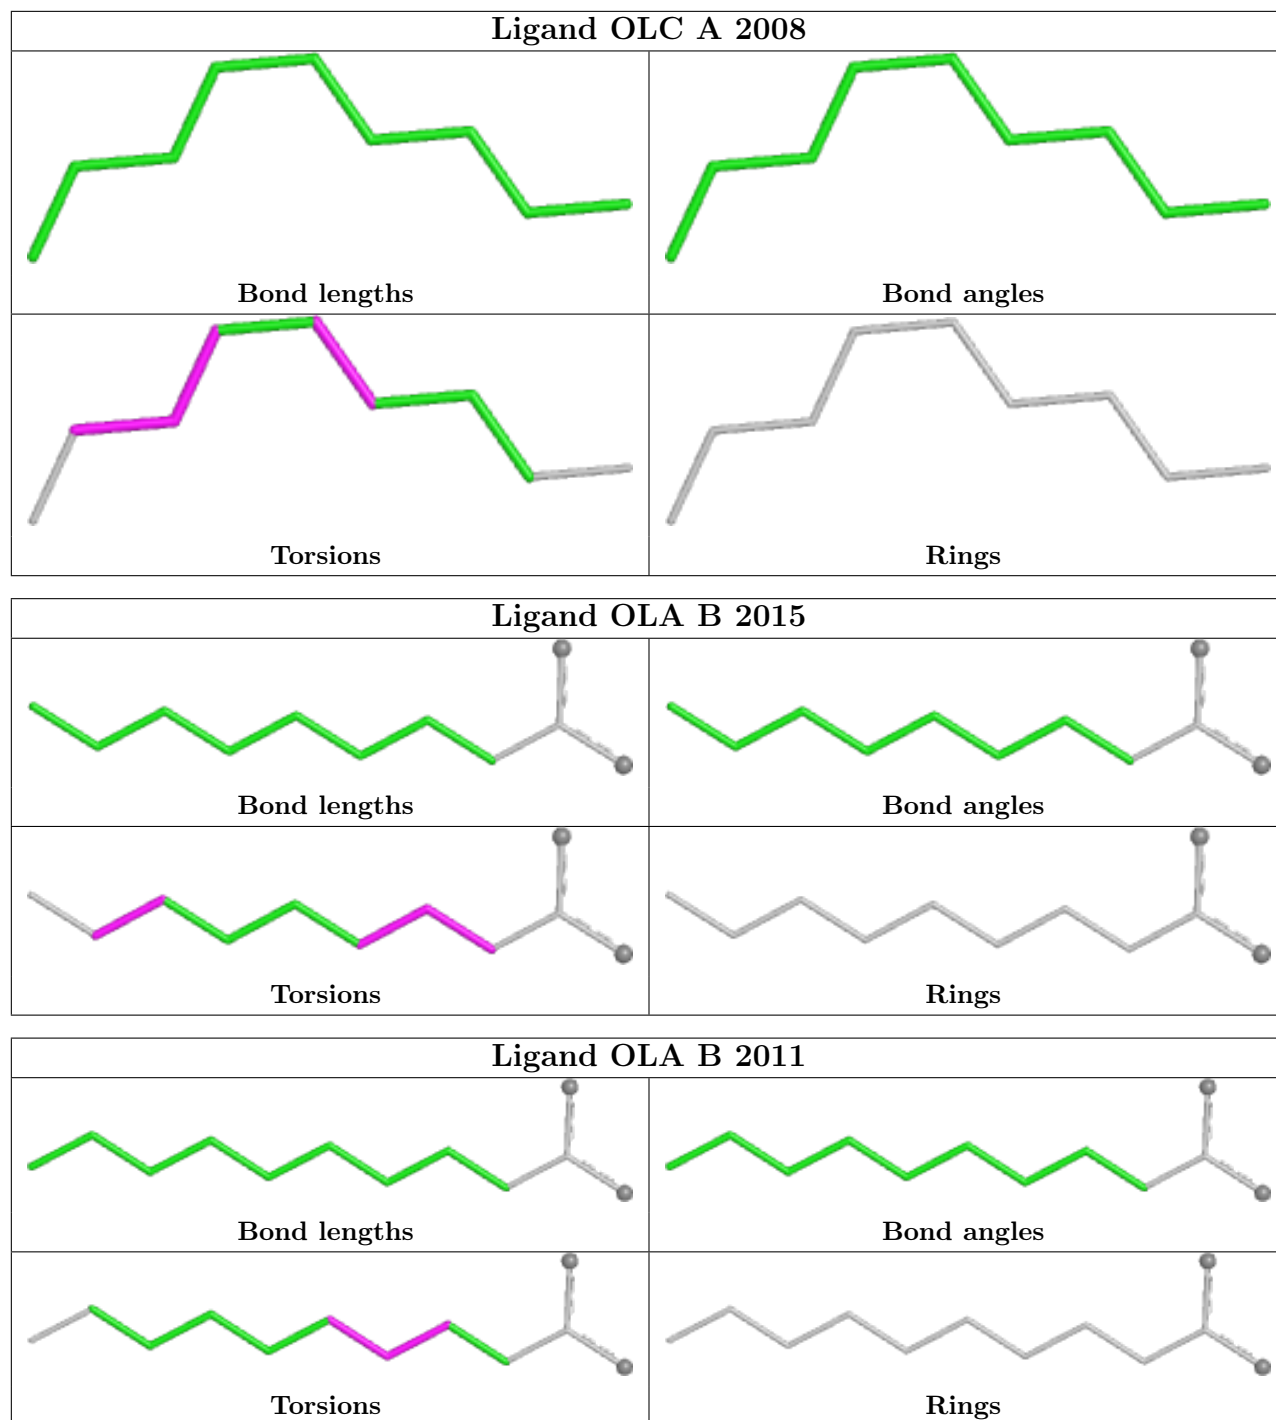 Ligand OLC A 2008
Bond lengths
Bond angles
Torsions
Rings
Ligand OLA B 2015
Bond lengths
Bond angles
Torsions
Rings
Ligand OLA B 2011
Bond lengths
Bond angles
Torsions
Rings